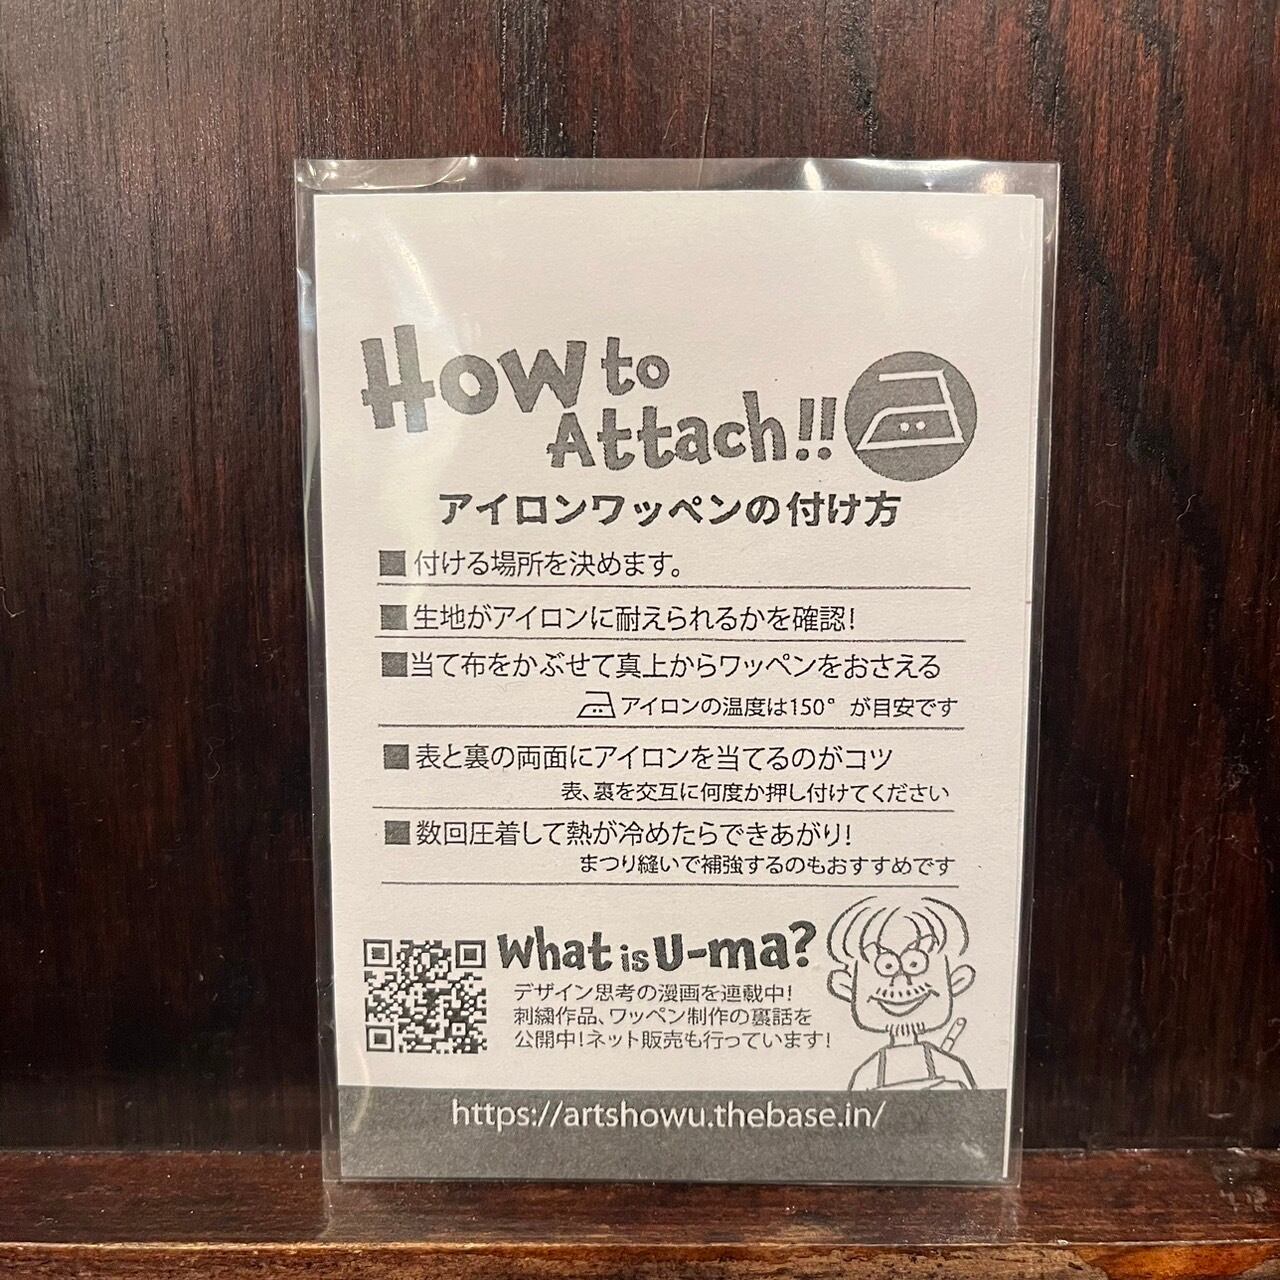 How to
Attach!!
アイロンワッペンの付け方
■付ける場所を決めます。
■生地がアイロンに耐えられるかを確認!
■当て布をかぶせて真上からワッペンをおさえる
アイロンの温度は150°が目安です
■表と裏の両面にアイロンを当てるのがコツ
表、裏を交互に何度か押し付けてください
■数回圧着して熱が冷めたらできあがり!
まつり縫いで補強するのもおすすめです
What is U-ma?
デザイン思考の漫画を連載中!
刺繍作品、ワッペン制作の裏話を
公開中!ネット販売も行っています!
https://artshowu.thebase.in/